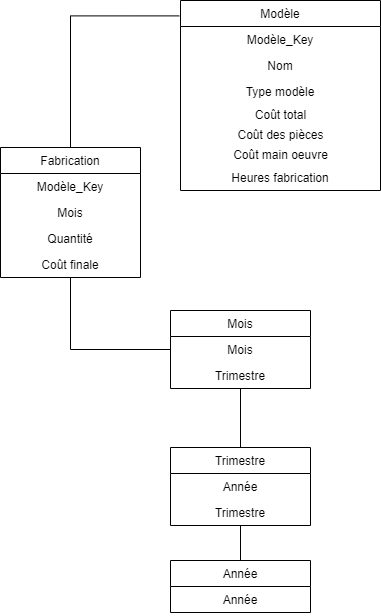 Modèle
Modèle_Key
Nom
Type modèle
Coût total
Coût des pièces
Coût main oeuvre
Heures fabrication
Fabrication
Modèle_Key
Mois
Quantité
Coût finale
Mois
Mois
Trimestre
Trimestre
Année
Trimestre
Année
Année